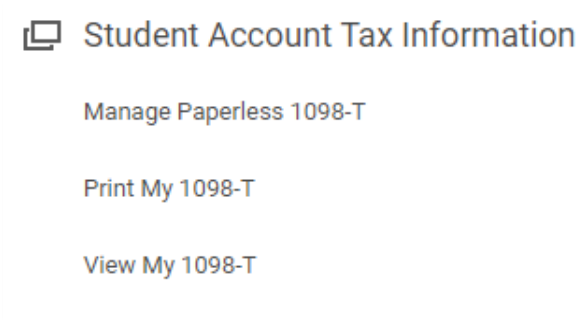 Student Account Tax Information
Manage Paperless 1098-T
Print My 1098-T
View My 1098-T